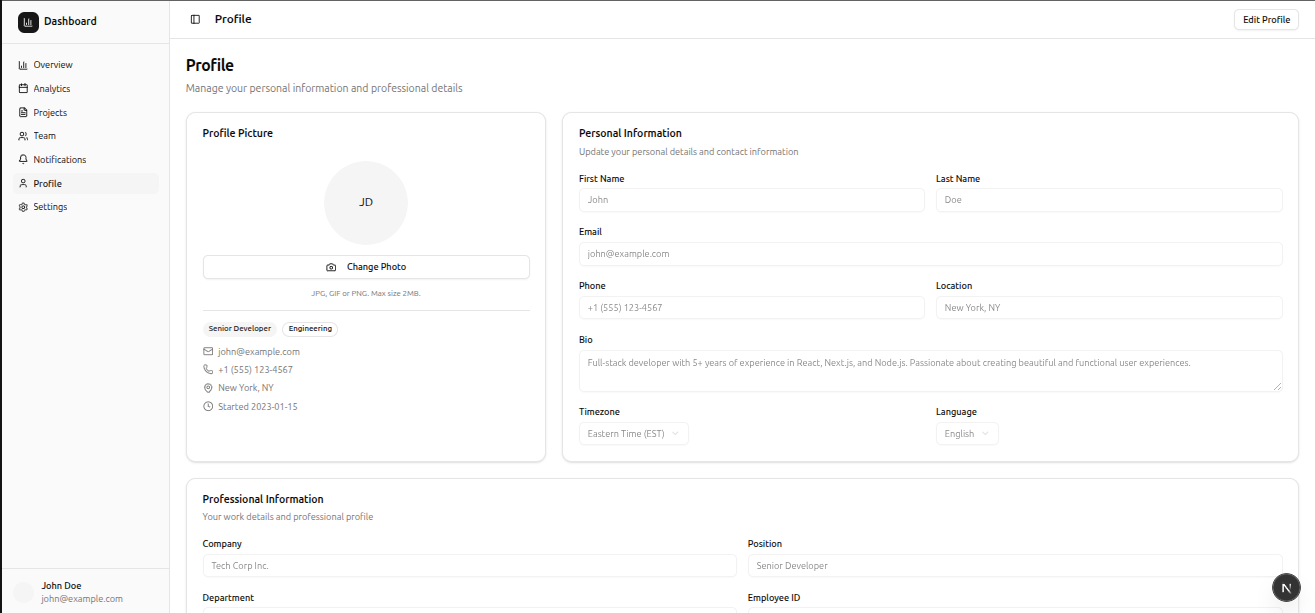 Dashboard
Overview
Analytics
Projects
Team
Notifications
Profile
Settings
John Doe
john@example.com
Profile
Edit Profile
Profile
Manage your personal information and professional details
Profile Picture
JD
Change Photo
JPG, GIF or PNG. Max size 2MB.
Senior Developer Engineering
john@example.com
+1 (555) 123-4567
New York, NY
Started 2023-01-15
Personal Information
Update your personal details and contact information
First Name Last Name
John Doe
Email
john@example.com
Phone Location
+1 (555) 123-4567 New York, NY
Bio
Full-stack developer with 5+ years of experience in React, Next.js, and Node.js. Passionate about creating beautiful and functional user experiences.
Timezone Language
Eastern Time (EST) English
Professional Information
Your work details and professional profile
Company Position
Tech Corp Inc. Senior Developer
Department Employee ID
N